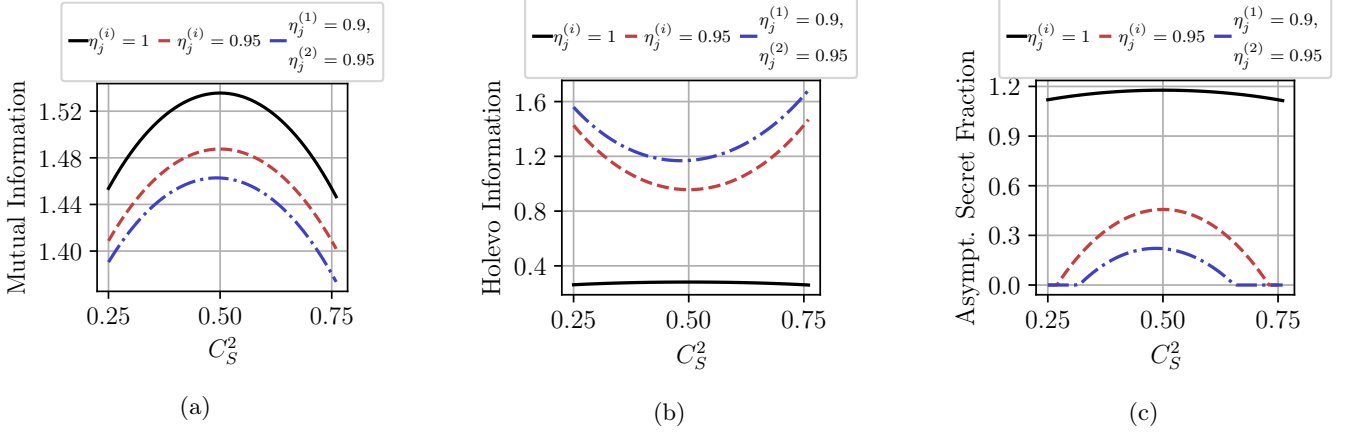 η_j^(i) = 1 η_j^(i) = 0.95 η_j^(1) = 0.9,
η_j^(2) = 0.95
Mutual Information
1.52
1.48
1.44
1.40
0.25 0.50 0.75
C_S^2
(a)
η_j^(i) = 1 η_j^(i) = 0.95 η_j^(1) = 0.9,
η_j^(2) = 0.95
Holevo Information
1.6
1.2
0.8
0.4
0.25 0.50 0.75
C_S^2
(b)
η_j^(i) = 1 η_j^(i) = 0.95 η_j^(1) = 0.9,
η_j^(2) = 0.95
Asympt. Secret Fraction
1.2
0.9
0.6
0.3
0.0
0.25 0.50 0.75
C_S^2
(c)